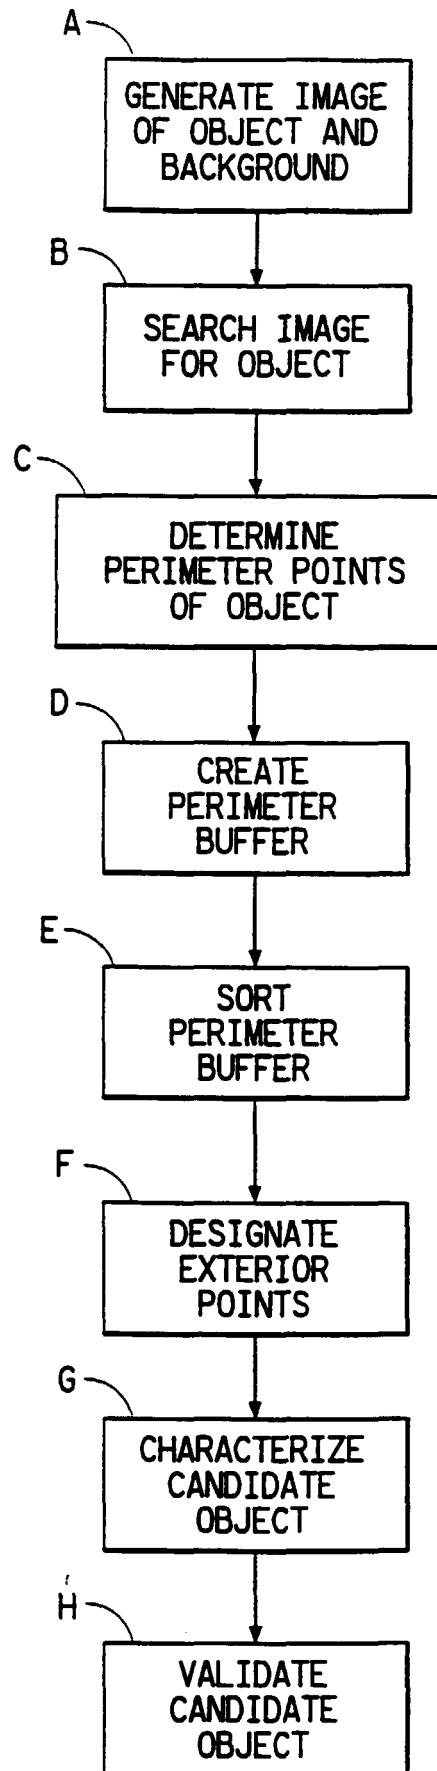 A
GENERATE IMAGE
OF OBJECT AND
BACKGROUND
B
SEARCH IMAGE
FOR OBJECT
C
DETERMINE
PERIMETER POINTS
OF OBJECT
D
CREATE
PERIMETER
BUFFER
E
SORT
PERIMETER
BUFFER
F
DESIGNATE
EXTERIOR
POINTS
G
CHARACTERIZE
CANDIDATE
OBJECT
H
VALIDATE
CANDIDATE
OBJECT